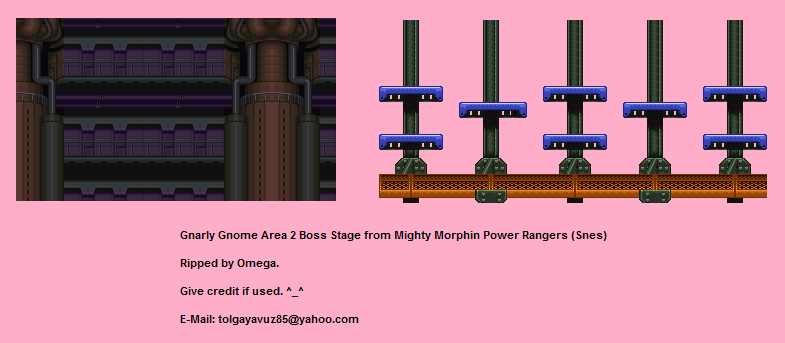 Gnarly Gnome Area 2 Boss Stage from Mighty Morphin Power Rangers (Snes)
Ripped by Omega.
Give credit if used. ^_^
E-Mail: tolgayavuz85@yahoo.com